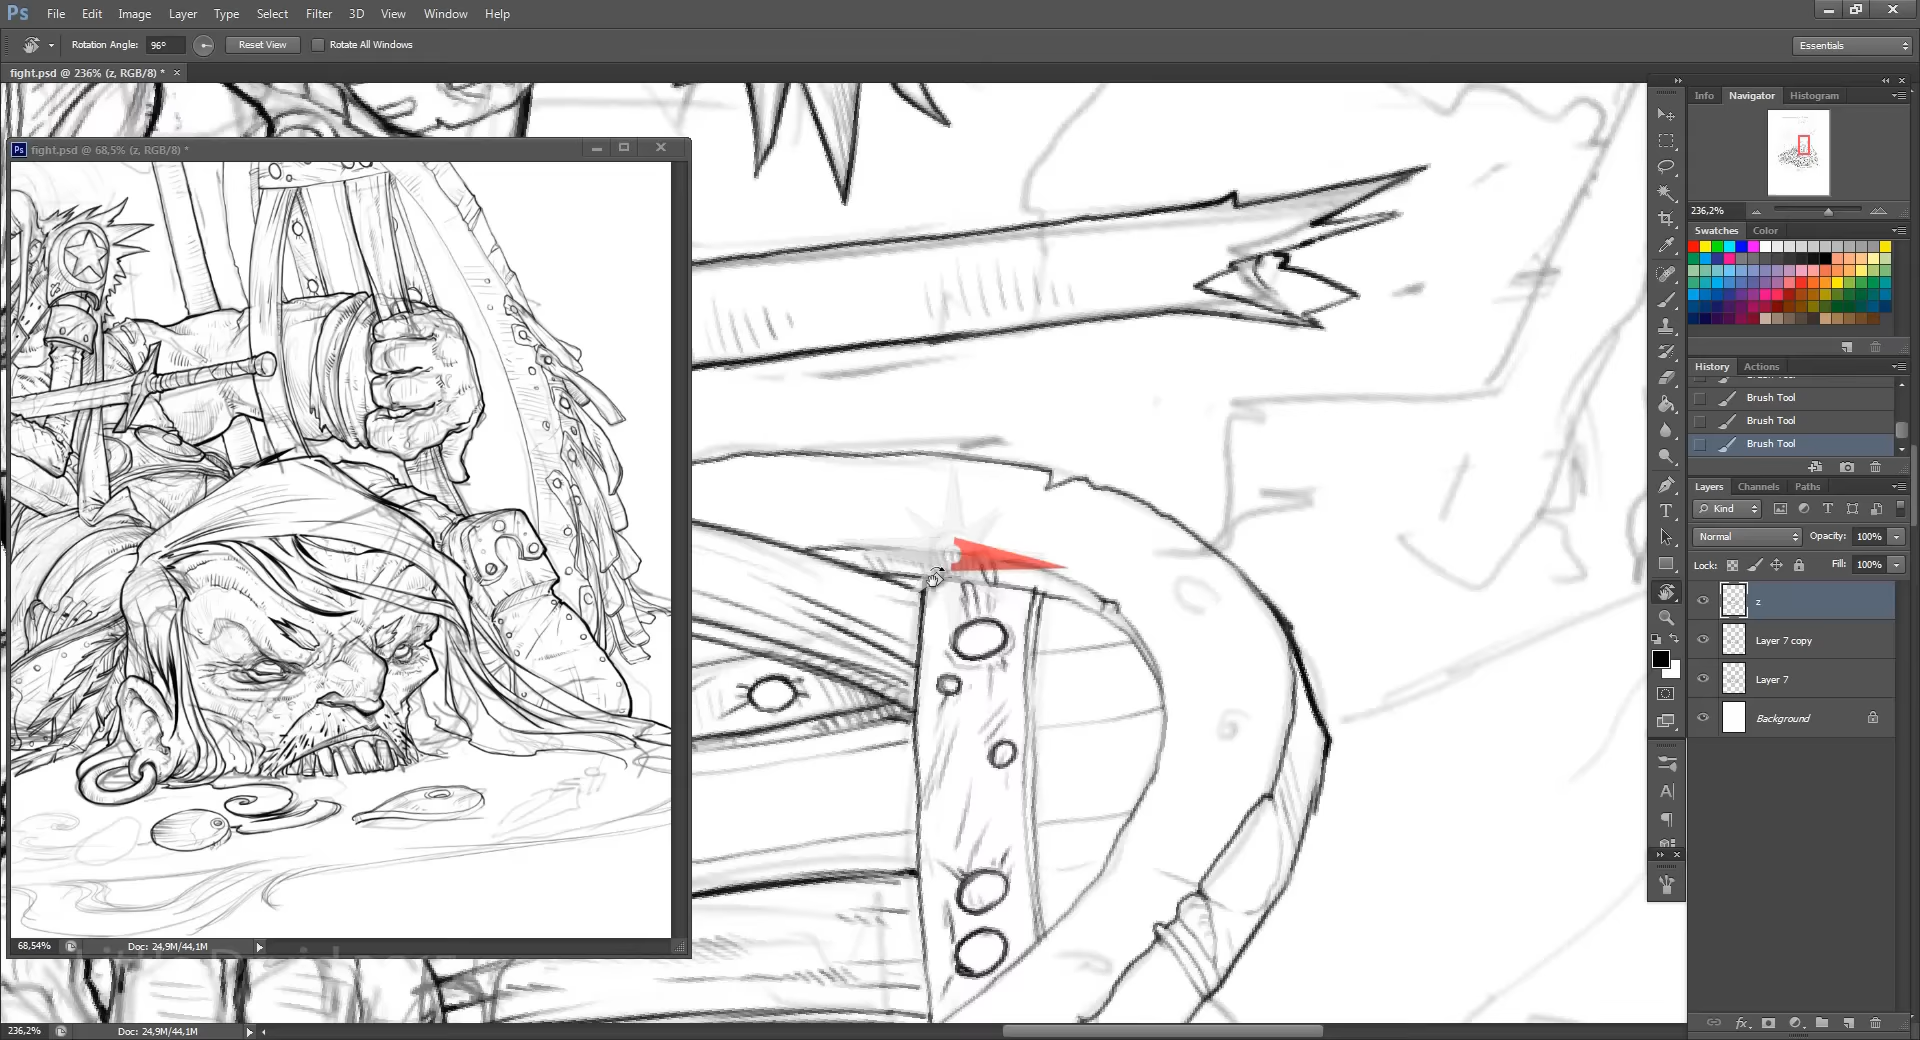 Ps File Edit Image Layer Type Select Filter 3D View Window Help
Rotation Angle: 96° Reset View Rotate All Windows Essentials
fight.psd @ 236% (z, RGB/8) * ×
Info Navigator Histogram
Ps fight.psd @ 68,5% (z, RGB/8) *
236,2%
Swatches Color
History Actions
Brush Tool
Brush Tool
Brush Tool
Layers Channels Paths
Kind
Normal Opacity: 100%
Lock: Fill: 100%
z
Layer 7 copy
Layer 7
Background
68,54% Doc: 24,9M/44,1M
236,2% Doc: 24,9M/44,1M